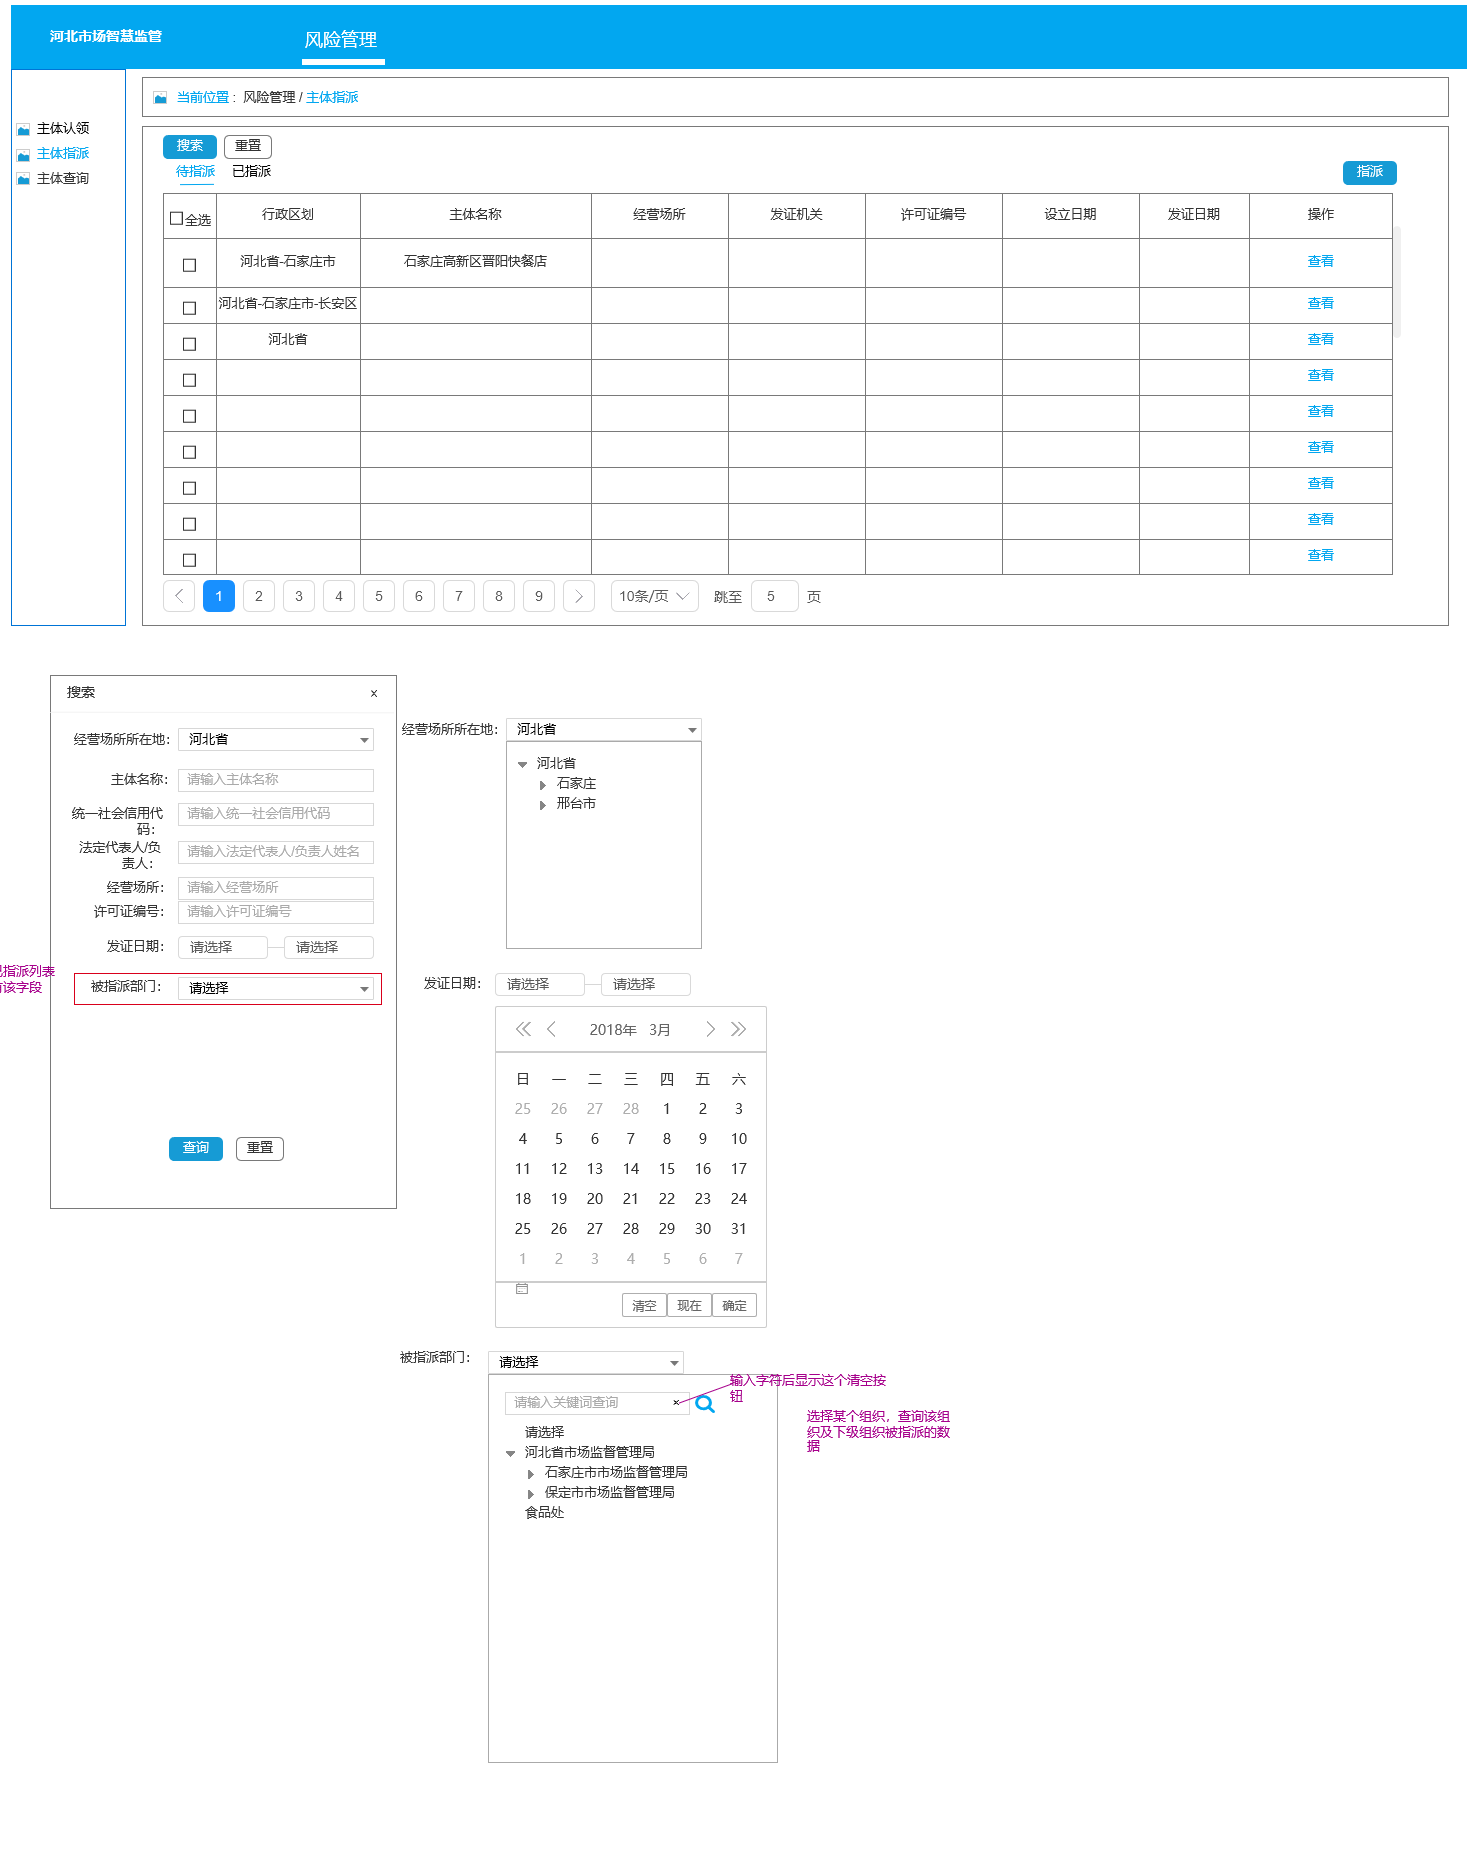 河北市场智慧监管
风险管理
当前位置： 风险管理 / 主体指派
主体认领
主体指派
主体查询
搜索 重置
待指派 已指派
指派
全选 行政区划 主体名称 经营场所 发证机关 许可证编号 设立日期 发证日期 操作
河北省-石家庄市 石家庄高新区晋阳快餐店 查看
河北省-石家庄市-长安区 查看
河北省 查看
查看
查看
查看
查看
查看
查看
1 2 3 4 5 6 7 8 9 10条/页 跳至 5 页
搜索 ×
经营场所所在地： 河北省
主体名称： 请输入主体名称
统一社会信用代
码： 请输入统一社会信用代码
法定代表人/负
责人： 请输入法定代表人/负责人姓名
经营场所： 请输入经营场所
许可证编号： 请输入许可证编号
发证日期： 请选择 请选择
指派列表
该字段
被指派部门： 请选择
查询 重置
经营场所所在地： 河北省
河北省
石家庄
邢台市
发证日期： 请选择 请选择
2018年 3月
日 一 二 三 四 五 六
25 26 27 28 1 2 3
4 5 6 7 8 9 10
11 12 13 14 15 16 17
18 19 20 21 22 23 24
25 26 27 28 29 30 31
1 2 3 4 5 6 7
清空 现在 确定
被指派部门： 请选择
请输入关键词查询 ×
输入字符后显示这个清空按
钮
选择某个组织，查询该组
织及下级组织被指派的数
据
请选择
河北省市场监督管理局
石家庄市市场监督管理局
保定市市场监督管理局
食品处